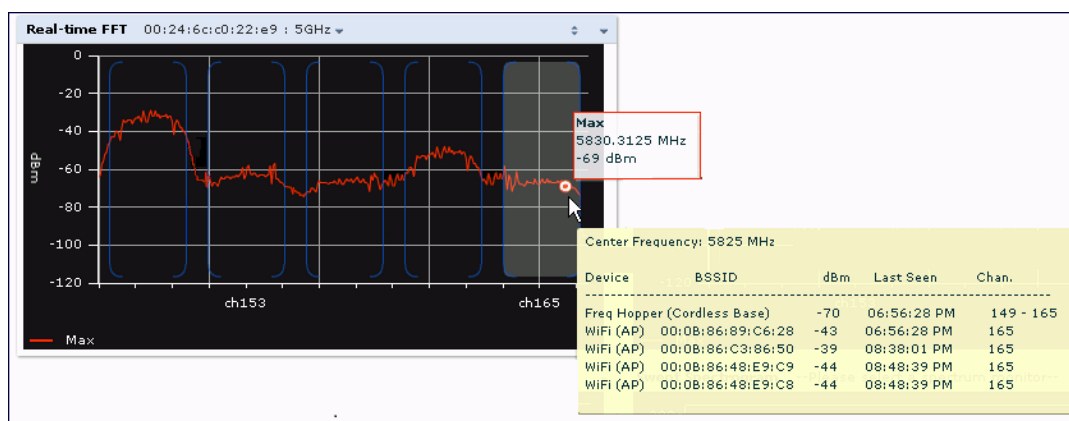 Real-time FFT 00:24:6c:c0:22:e9 : 5GHz
0
-20
-40
-60
-80
-100
-120
dBm
ch153 ch165
Max
Max
5830.3125 MHz
-69 dBm
Center Frequency: 5825 MHz
Device BSSID dBm Last Seen Chan.
Freq Hopper (Cordless Base) -70 06:56:28 PM 149 - 165
WiFi (AP) 00:0B:86:89:C6:28 -43 06:56:28 PM 165
WiFi (AP) 00:0B:86:C3:86:50 -39 08:38:01 PM 165
WiFi (AP) 00:0B:86:48:E9:C9 -44 08:48:39 PM 165
WiFi (AP) 00:0B:86:48:E9:C8 -44 08:48:39 PM 165